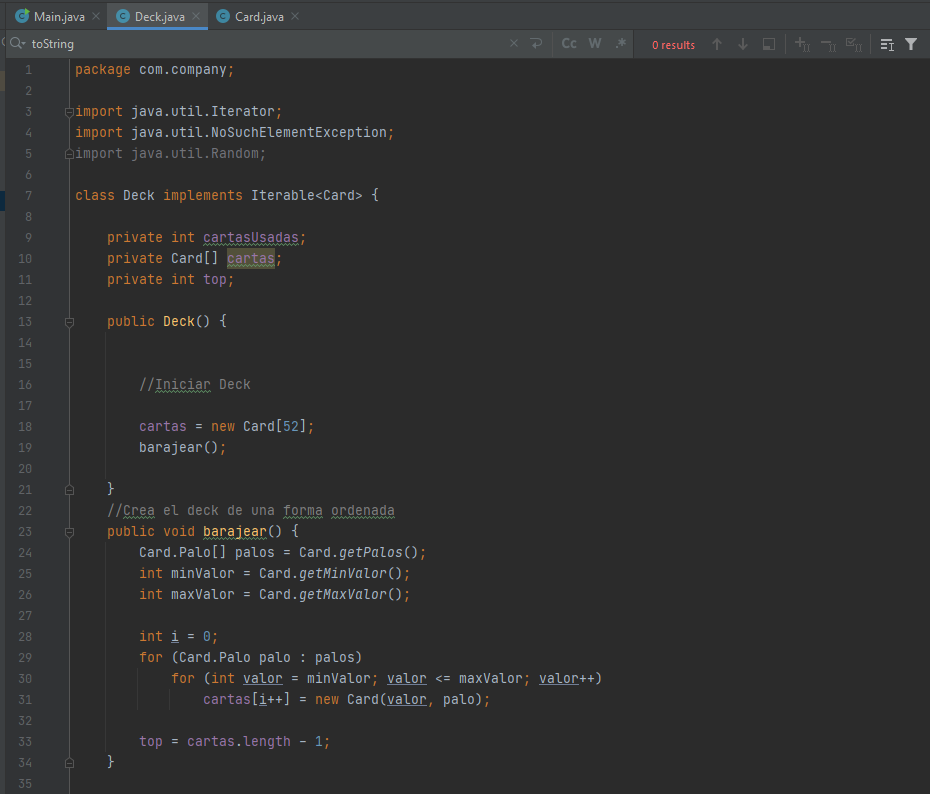 Main.java Deck.java Card.java
toString Cc W .* 0 results
1 package com.company;
2
3 import java.util.Iterator;
4 import java.util.NoSuchElementException;
5 import java.util.Random;
6
7 class Deck implements Iterable<Card> {
8
9 private int cartasUsadas;
10 private Card[] cartas;
11 private int top;
12
13 public Deck() {
14
15
16 //Iniciar Deck
17
18 cartas = new Card[52];
19 barajear();
20
21 }
22 //Crea el deck de una forma ordenada
23 public void barajear() {
24 Card.Palo[] palos = Card.getPalos();
25 int minValor = Card.getMinValor();
26 int maxValor = Card.getMaxValor();
27
28 int i = 0;
29 for (Card.Palo palo : palos)
30 for (int valor = minValor; valor <= maxValor; valor++)
31 cartas[i++] = new Card(valor, palo);
32
33 top = cartas.length - 1;
34 }
35